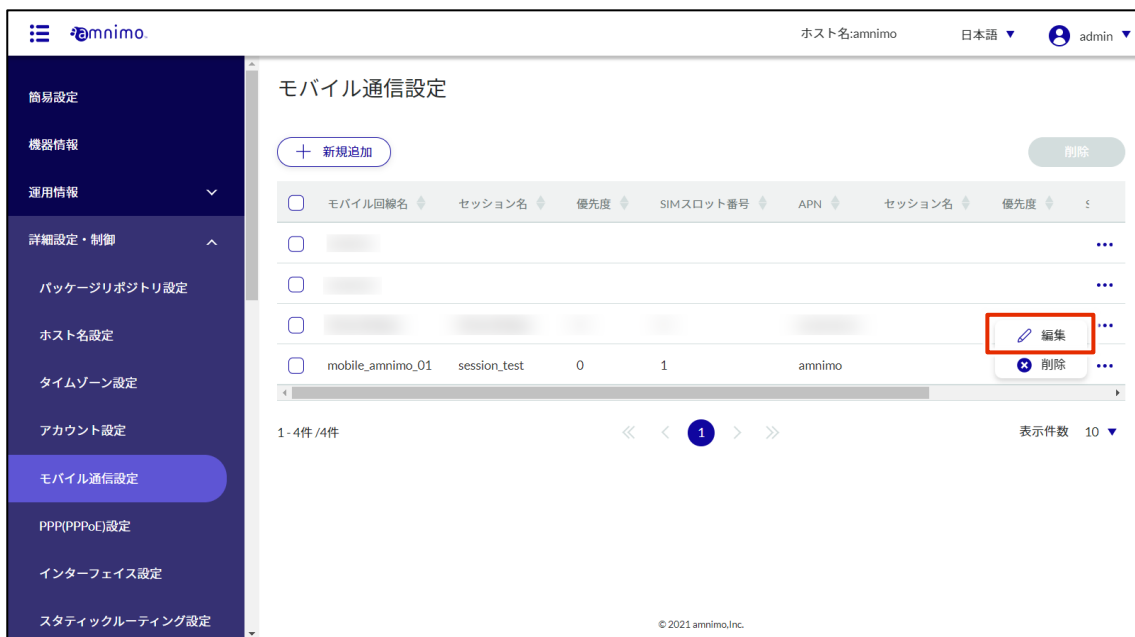 amnimo.
ホスト名:amnimo 日本語 ▼ admin ▼
簡易設定
機器情報
運用情報
詳細設定・制御
パッケージリポジトリ設定
ホスト名設定
タイムゾーン設定
アカウント設定
モバイル通信設定
PPP(PPPoE)設定
インターフェイス設定
スタティックルーティング設定
モバイル通信設定
新規追加 削除
モバイル回線名 セッション名 優先度 SIMスロット番号 APN セッション名 優先度
編集
mobile_amnimo_01 session_test 0 1 amnimo 削除
1 - 4件 /4件 1 表示件数 10 ▼
© 2021 amnimo,Inc.